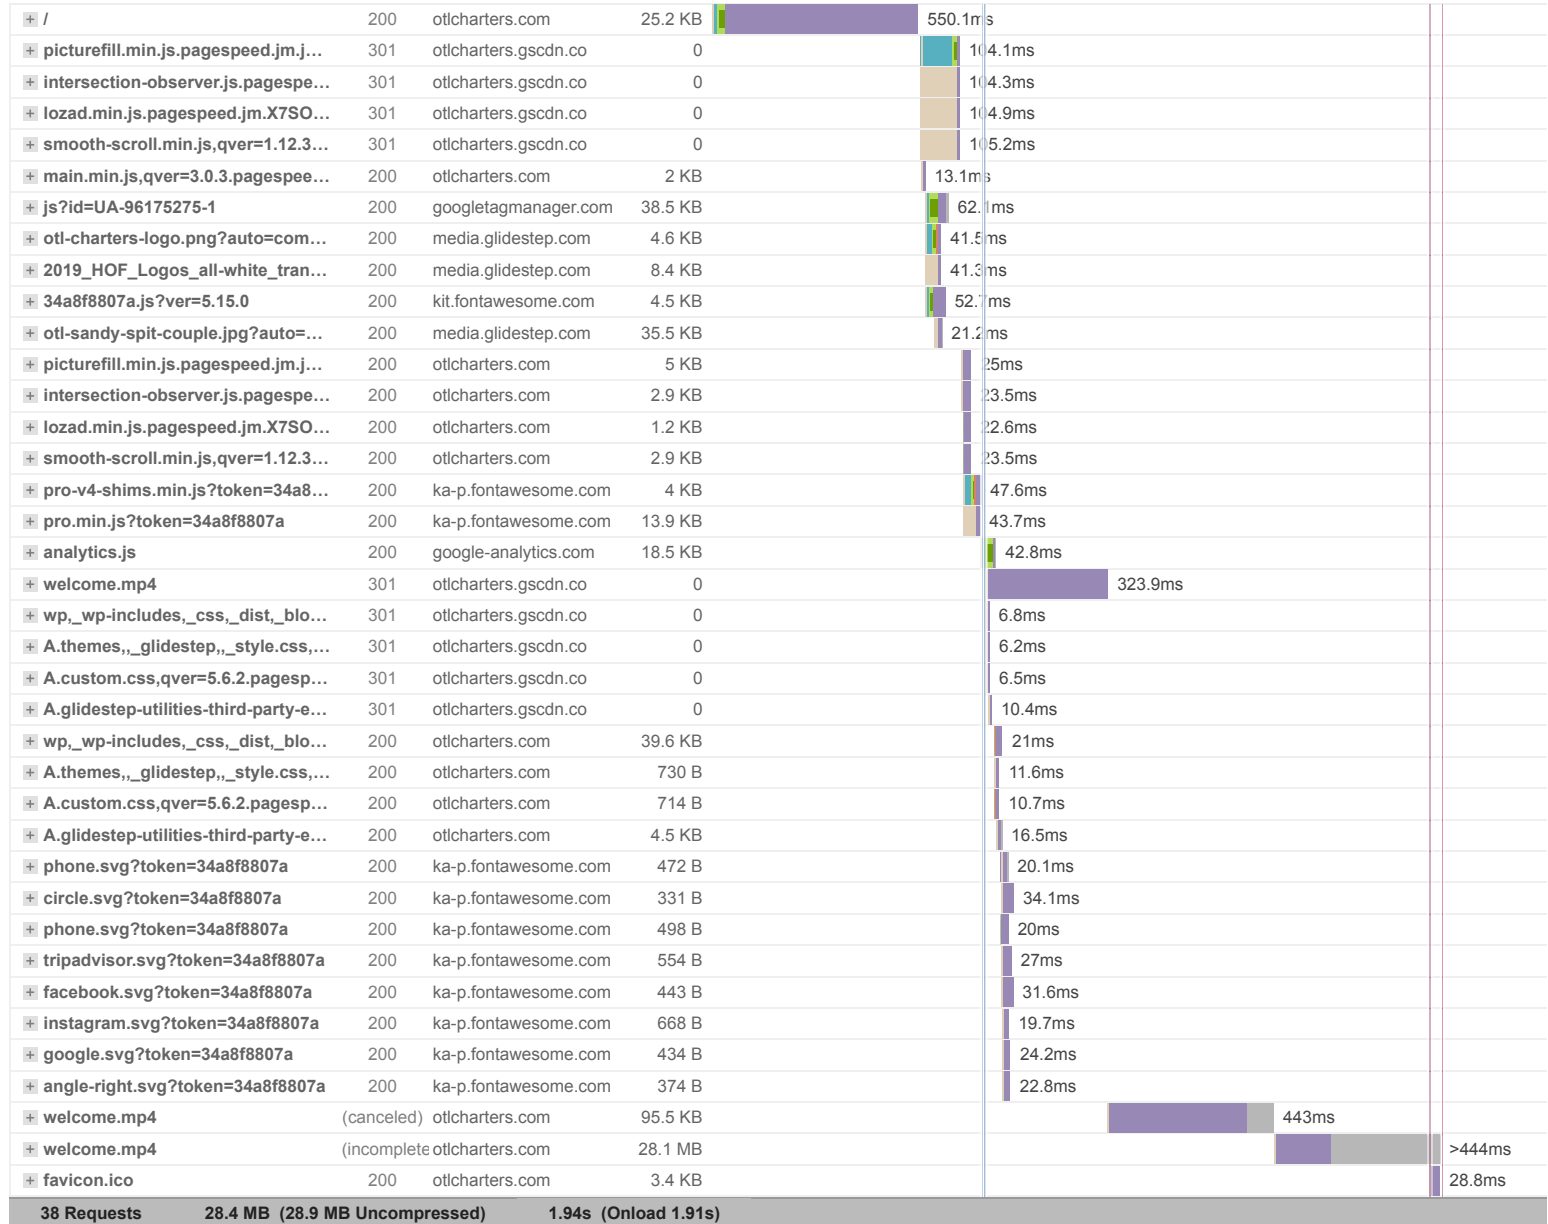 / 200 otlcharters.com 25.2 KB 550.1ms
picturefill.min.js.pagespeed.jm.j... 301 otlcharters.gscdn.co 0 104.1ms
intersection-observer.js.pagespe... 301 otlcharters.gscdn.co 0 104.3ms
lozad.min.js.pagespeed.jm.X7SO... 301 otlcharters.gscdn.co 0 104.9ms
smooth-scroll.min.js,qver=1.12.3... 301 otlcharters.gscdn.co 0 105.2ms
main.min.js,qver=3.0.3.pagespee... 200 otlcharters.com 2 KB 13.1ms
js?id=UA-96175275-1 200 googletagmanager.com 38.5 KB 62.1ms
otl-charters-logo.png?auto=com... 200 media.glidestep.com 4.6 KB 41.5ms
2019_HOF_Logos_all-white_tran... 200 media.glidestep.com 8.4 KB 41.3ms
34a8f8807a.js?ver=5.15.0 200 kit.fontawesome.com 4.5 KB 52.7ms
otl-sandy-spit-couple.jpg?auto=... 200 media.glidestep.com 35.5 KB 21.2ms
picturefill.min.js.pagespeed.jm.j... 200 otlcharters.com 5 KB 25ms
intersection-observer.js.pagespe... 200 otlcharters.com 2.9 KB 23.5ms
lozad.min.js.pagespeed.jm.X7SO... 200 otlcharters.com 1.2 KB 22.6ms
smooth-scroll.min.js,qver=1.12.3... 200 otlcharters.com 2.9 KB 23.5ms
pro-v4-shims.min.js?token=34a8... 200 ka-p.fontawesome.com 4 KB 47.6ms
pro.min.js?token=34a8f8807a 200 ka-p.fontawesome.com 13.9 KB 43.7ms
analytics.js 200 google-analytics.com 18.5 KB 42.8ms
welcome.mp4 301 otlcharters.gscdn.co 0 323.9ms
wp,_wp-includes,_css,_dist,_blo... 301 otlcharters.gscdn.co 0 6.8ms
A.themes,,_glidestep,,_style.css,... 301 otlcharters.gscdn.co 0 6.2ms
A.custom.css,qver=5.6.2.pagesp... 301 otlcharters.gscdn.co 0 6.5ms
A.glidestep-utilities-third-party-e... 301 otlcharters.gscdn.co 0 10.4ms
wp,_wp-includes,_css,_dist,_blo... 200 otlcharters.com 39.6 KB 21ms
A.themes,,_glidestep,,_style.css,... 200 otlcharters.com 730 B 11.6ms
A.custom.css,qver=5.6.2.pagesp... 200 otlcharters.com 714 B 10.7ms
A.glidestep-utilities-third-party-e... 200 otlcharters.com 4.5 KB 16.5ms
phone.svg?token=34a8f8807a 200 ka-p.fontawesome.com 472 B 20.1ms
circle.svg?token=34a8f8807a 200 ka-p.fontawesome.com 331 B 34.1ms
phone.svg?token=34a8f8807a 200 ka-p.fontawesome.com 498 B 20ms
tripadvisor.svg?token=34a8f8807a 200 ka-p.fontawesome.com 554 B 27ms
facebook.svg?token=34a8f8807a 200 ka-p.fontawesome.com 443 B 31.6ms
instagram.svg?token=34a8f8807a 200 ka-p.fontawesome.com 668 B 19.7ms
google.svg?token=34a8f8807a 200 ka-p.fontawesome.com 434 B 24.2ms
angle-right.svg?token=34a8f8807a 200 ka-p.fontawesome.com 374 B 22.8ms
welcome.mp4 (canceled) otlcharters.com 95.5 KB 443ms
welcome.mp4 (incomplete otlcharters.com 28.1 MB >444ms
favicon.ico 200 otlcharters.com 3.4 KB 28.8ms
38 Requests 28.4 MB (28.9 MB Uncompressed) 1.94s (Onload 1.91s)